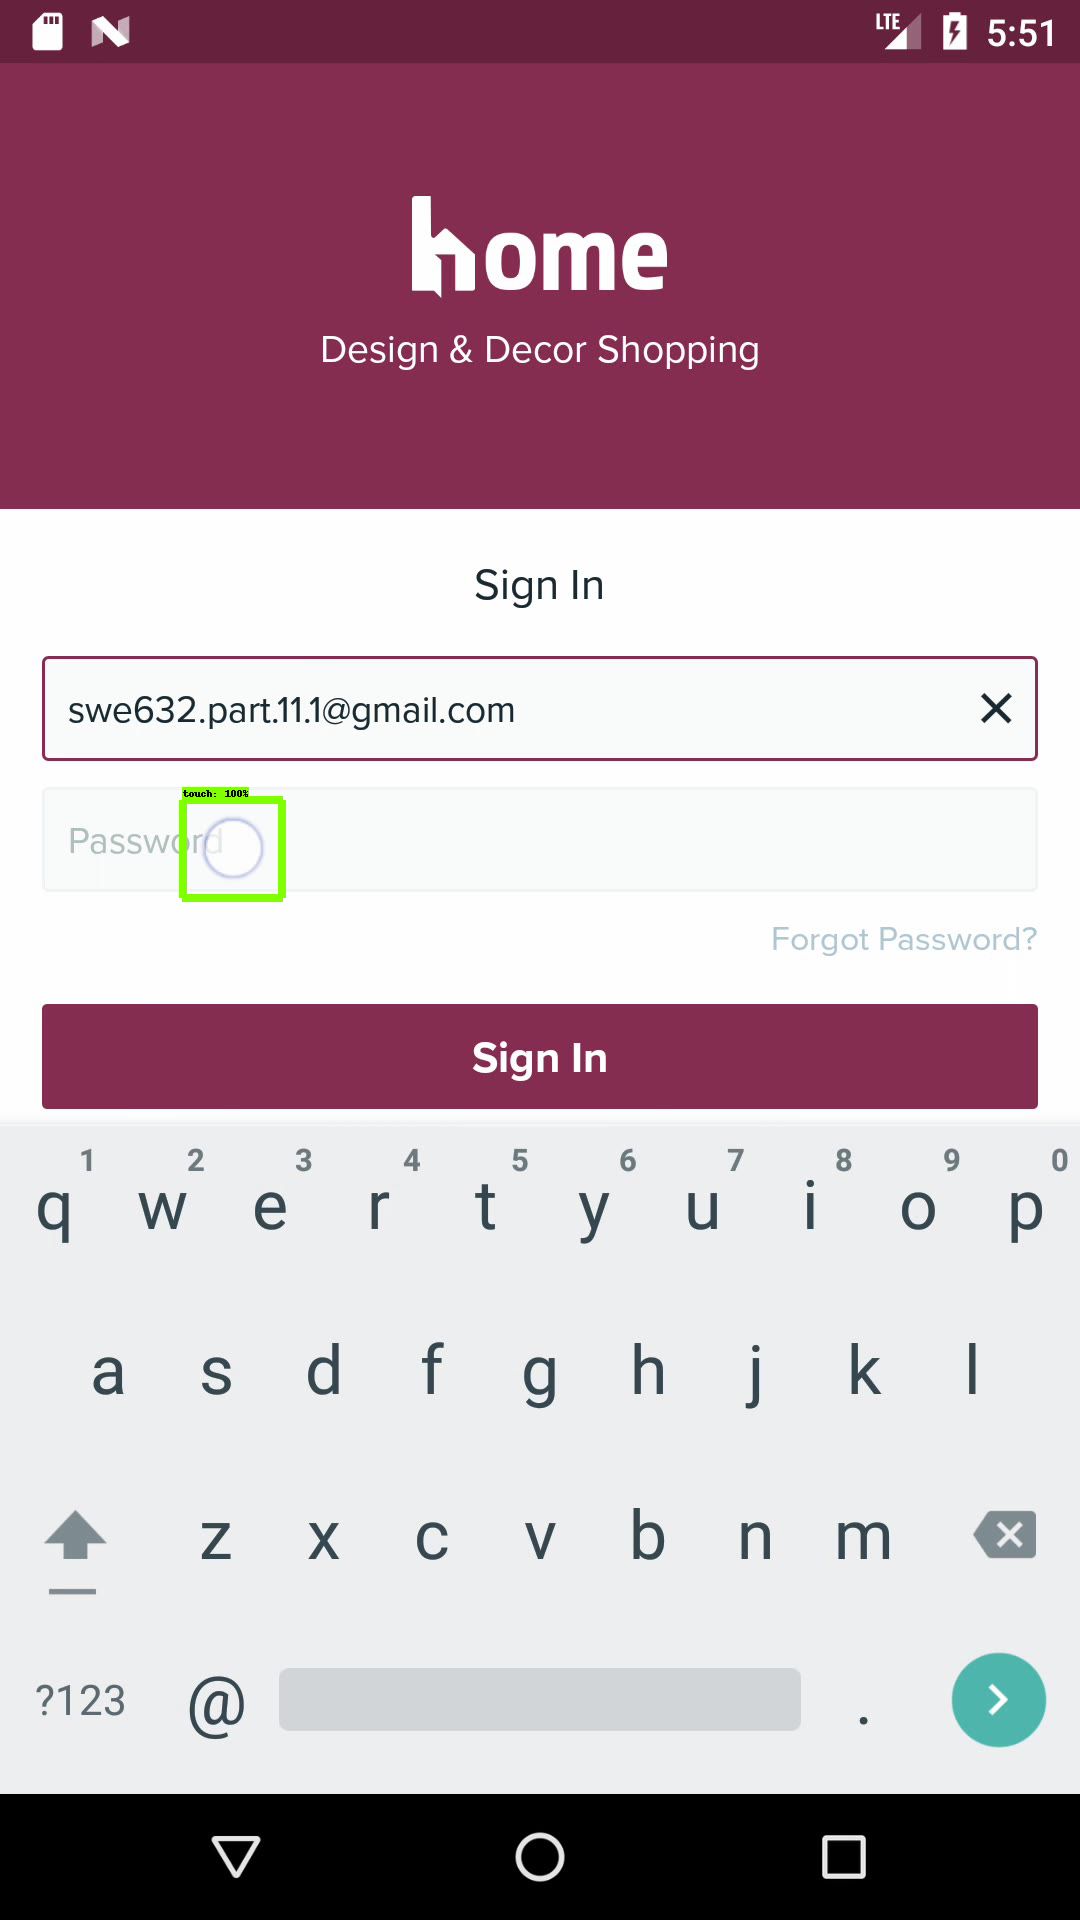 LTE 5:51
home
Design & Decor Shopping
Sign In
swe632.part.11.1@gmail.com
touch: 100%
Password
Forgot Password?
Sign In
1 2 3 4 5 6 7 8 9 0
q w e r t y u i o p
a s d f g h j k l
z x c v b n m
?123 @ .